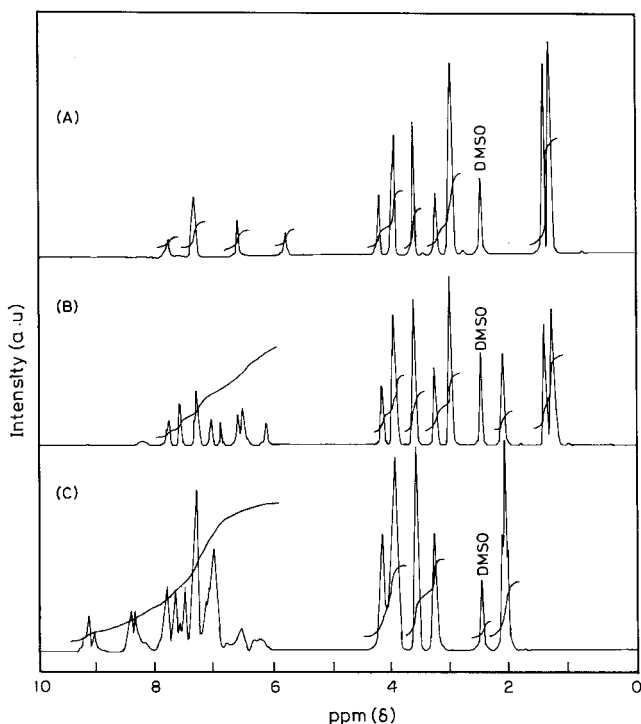 (A)
DMSO
(B)
DMSO
(C)
DMSO
Intensity (a.u)
10 8 6 4 2 0
ppm (δ)